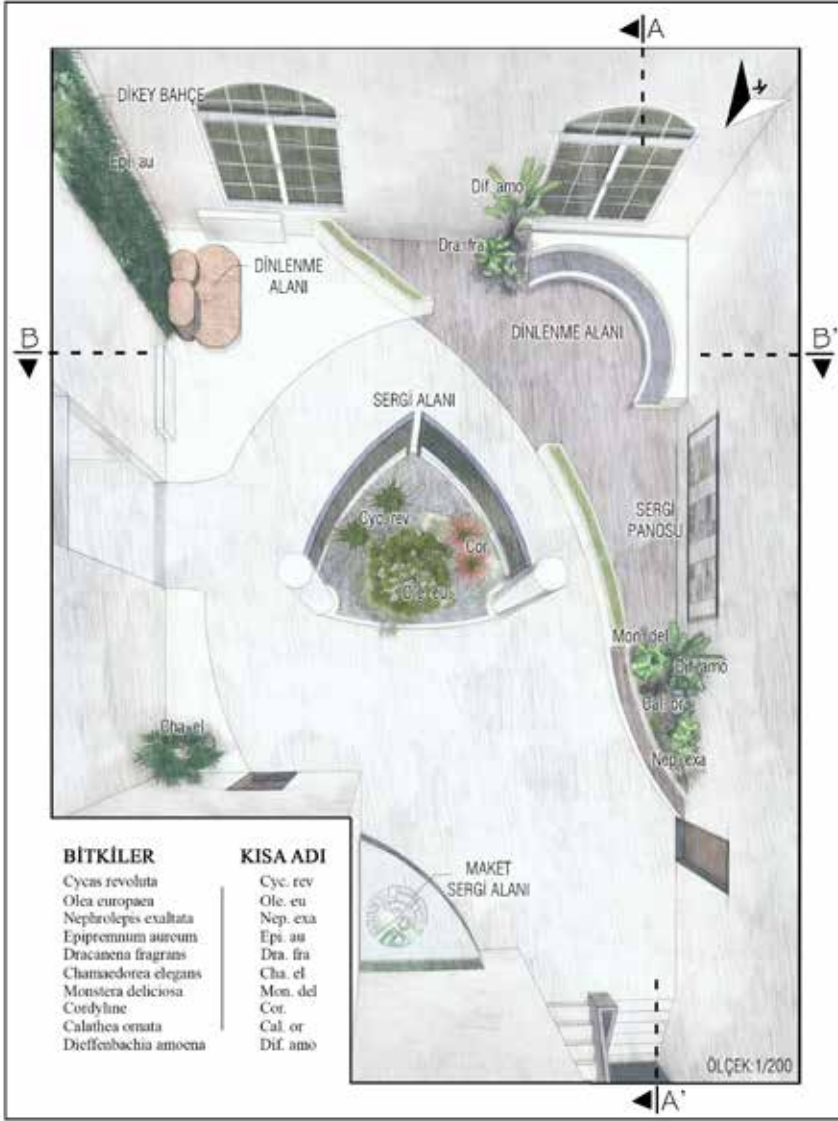 A
DİKEY BAHÇE
Epi. au
Dif. amo
Dra. fra
DİNLENME
ALANI
DİNLENME ALANI
B
B'
SERGİ ALANI
Cyc. rev
Cor.
Ole. eu
SERGİ
PANOSU
Mon. del
Dif. amo
Cal. or
Nep. exa
Cha. el
MAKET
SERGİ ALANI
BİTKİLER KISA ADI
Cycas revoluta Cyc. rev
Olea europaea Ole. eu
Nephrolepis exaltata Nep. exa
Epipremnum aureum Epi. au
Dracanena fragrans Dra. fra
Chamaedorea elegans Cha. el
Monstera deliciosa Mon. del
Cordyline Cor.
Calathea ornata Cal. or
Dieffenbachia amoena Dif. amo
ÖLÇEK:1/200
A'